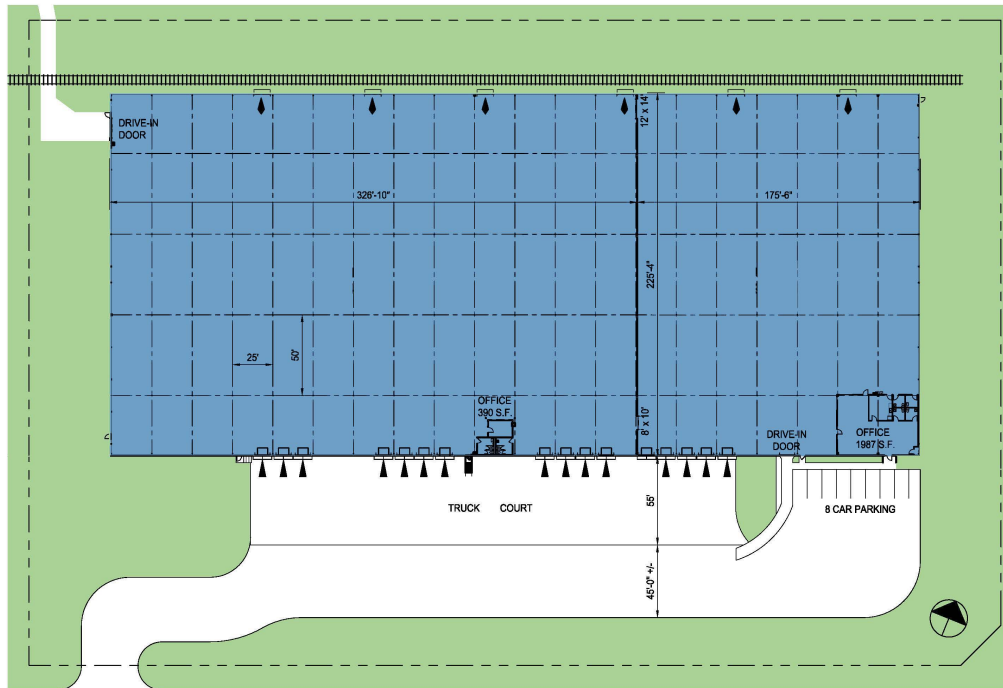 DRIVE-IN
DOOR
12' X 14'
326'-10"
175'-6"
225'-4"
25'
50'
OFFICE
390 S.F.
8' X 10'
DRIVE-IN
DOOR
OFFICE
1987 S.F.
TRUCK COURT
55'
8 CAR PARKING
45'-0" +/-